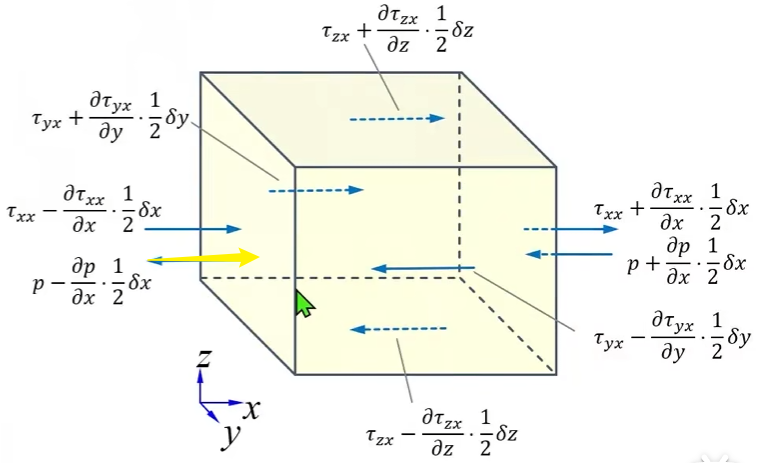 τ_zx + ∂τ_zx/∂z · 1/2 δz
τ_yx + ∂τ_yx/∂y · 1/2 δy
τ_xx − ∂τ_xx/∂x · 1/2 δx
τ_xx + ∂τ_xx/∂x · 1/2 δx
p − ∂p/∂x · 1/2 δx
p + ∂p/∂x · 1/2 δx
τ_yx − ∂τ_yx/∂y · 1/2 δy
z
x
y
τ_zx − ∂τ_zx/∂z · 1/2 δz